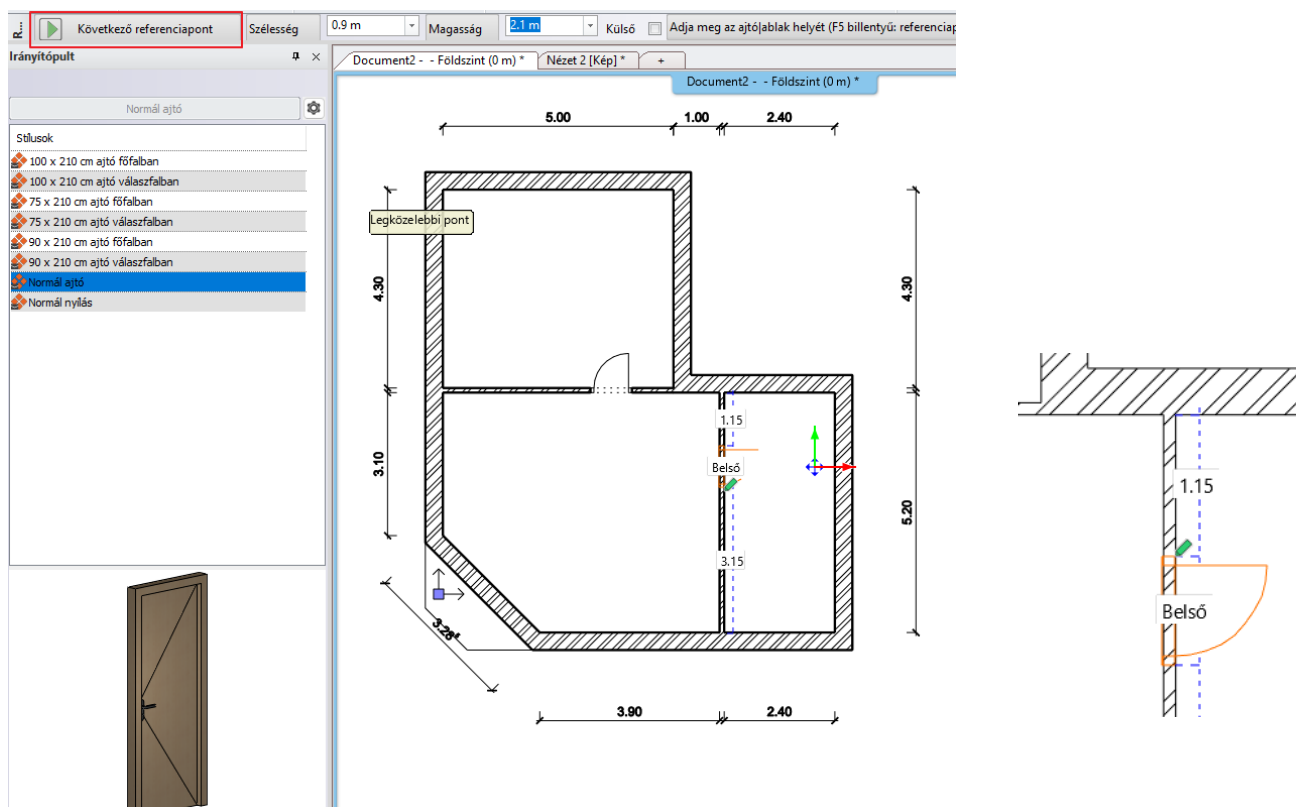 R...
Következő referenciapont
Szélesség
0.9 m
Magasság
2.1 m
Külső
Adja meg az ajtó|ablak helyét (F5 billentyű: referenciap
Irányítópult
Document2 - - Földszint (0 m) *
Nézet 2 [Kép] *
+
Document2 - - Földszint (0 m) *
Normál ajtó
Stílusok
100 x 210 cm ajtó főfalban
100 x 210 cm ajtó válaszfalban
75 x 210 cm ajtó főfalban
75 x 210 cm ajtó válaszfalban
90 x 210 cm ajtó főfalban
90 x 210 cm ajtó válaszfalban
Normál ajtó
Normál nyílás
5.00
1.00
2.40
Legközelebbi pont
4.30
4.30
1.15
Belső
3.10
5.20
3.15
3.28⁵
3.90
2.40
1.15
Belső